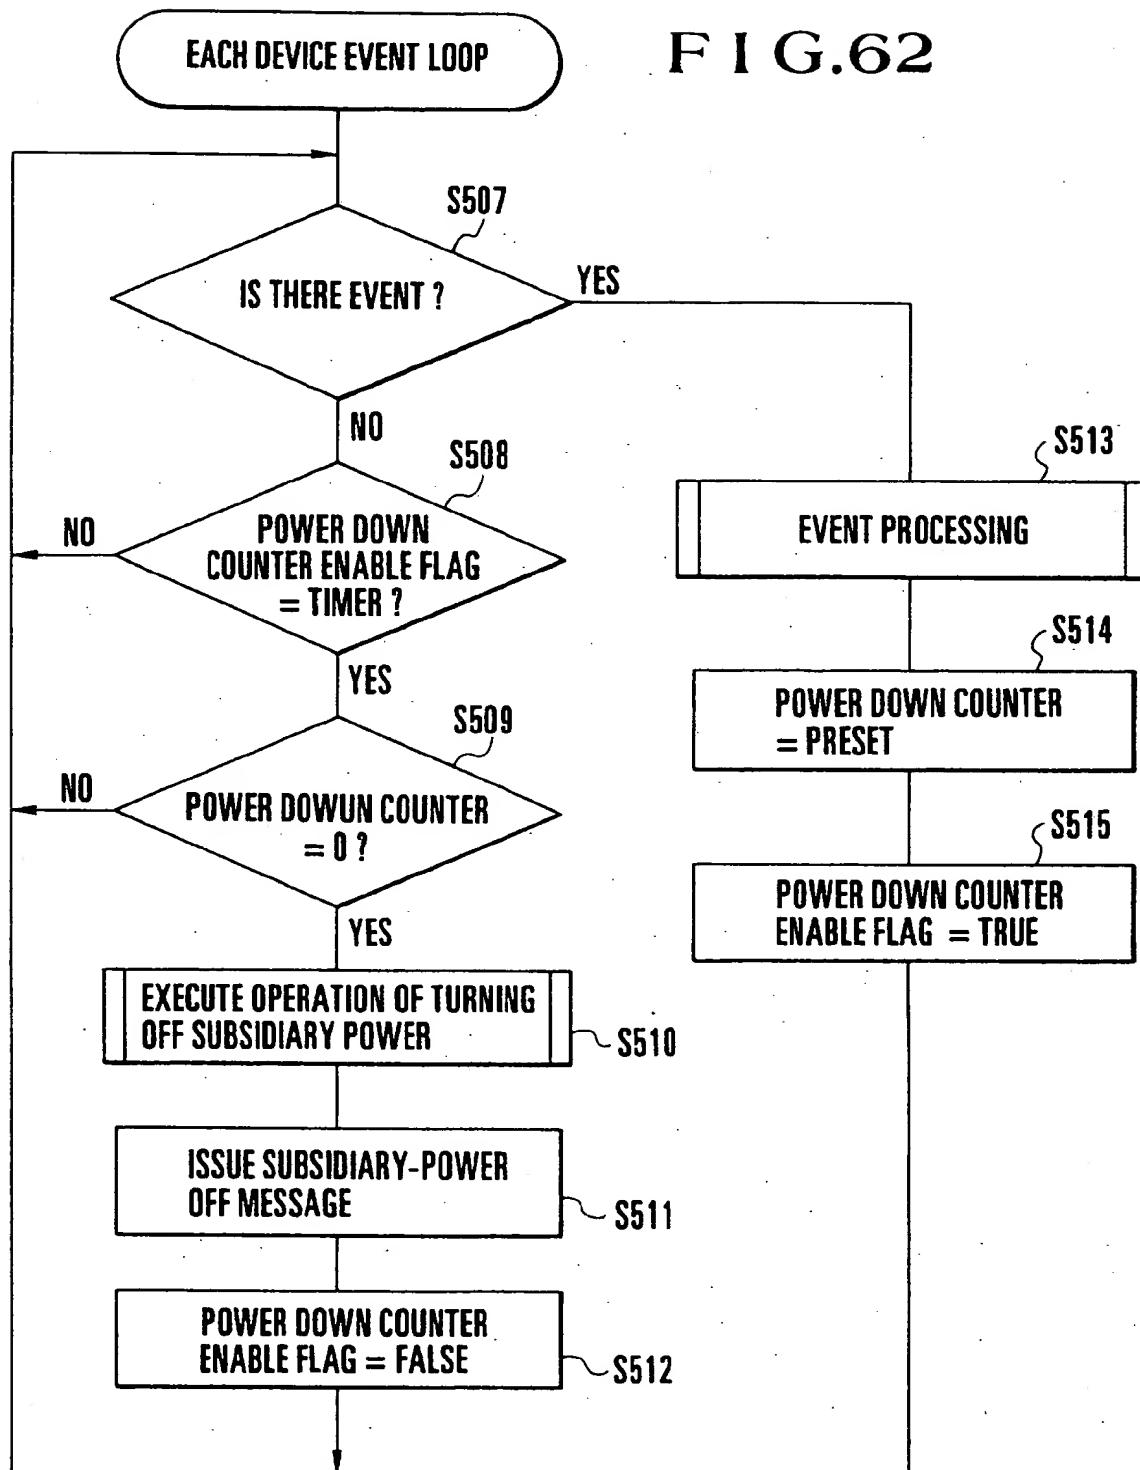 EACH DEVICE EVENT LOOP
FIG.62
S507
IS THERE EVENT ?
YES
NO
S508
NO
POWER DOWN
COUNTER ENABLE FLAG
= TIMER ?
YES
S509
NO
POWER DOWUN COUNTER
= 0 ?
YES
EXECUTE OPERATION OF TURNING
OFF SUBSIDIARY POWER
S510
ISSUE SUBSIDIARY-POWER
OFF MESSAGE
S511
POWER DOWN COUNTER
ENABLE FLAG = FALSE
S512
S513
EVENT PROCESSING
S514
POWER DOWN COUNTER
= PRESET
S515
POWER DOWN COUNTER
ENABLE FLAG = TRUE